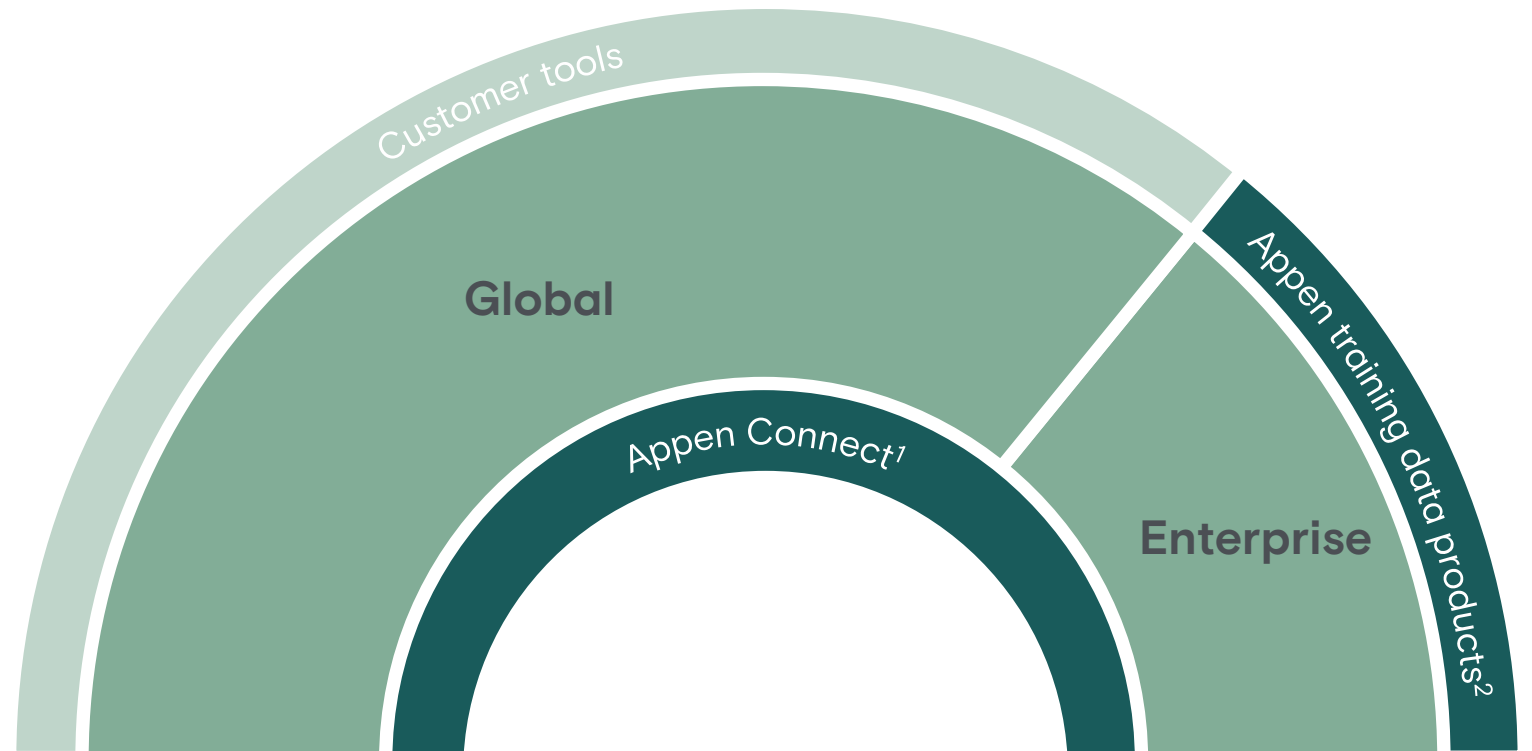 Customer tools
Global
Appen Connect¹
Enterprise
Appen training data products²